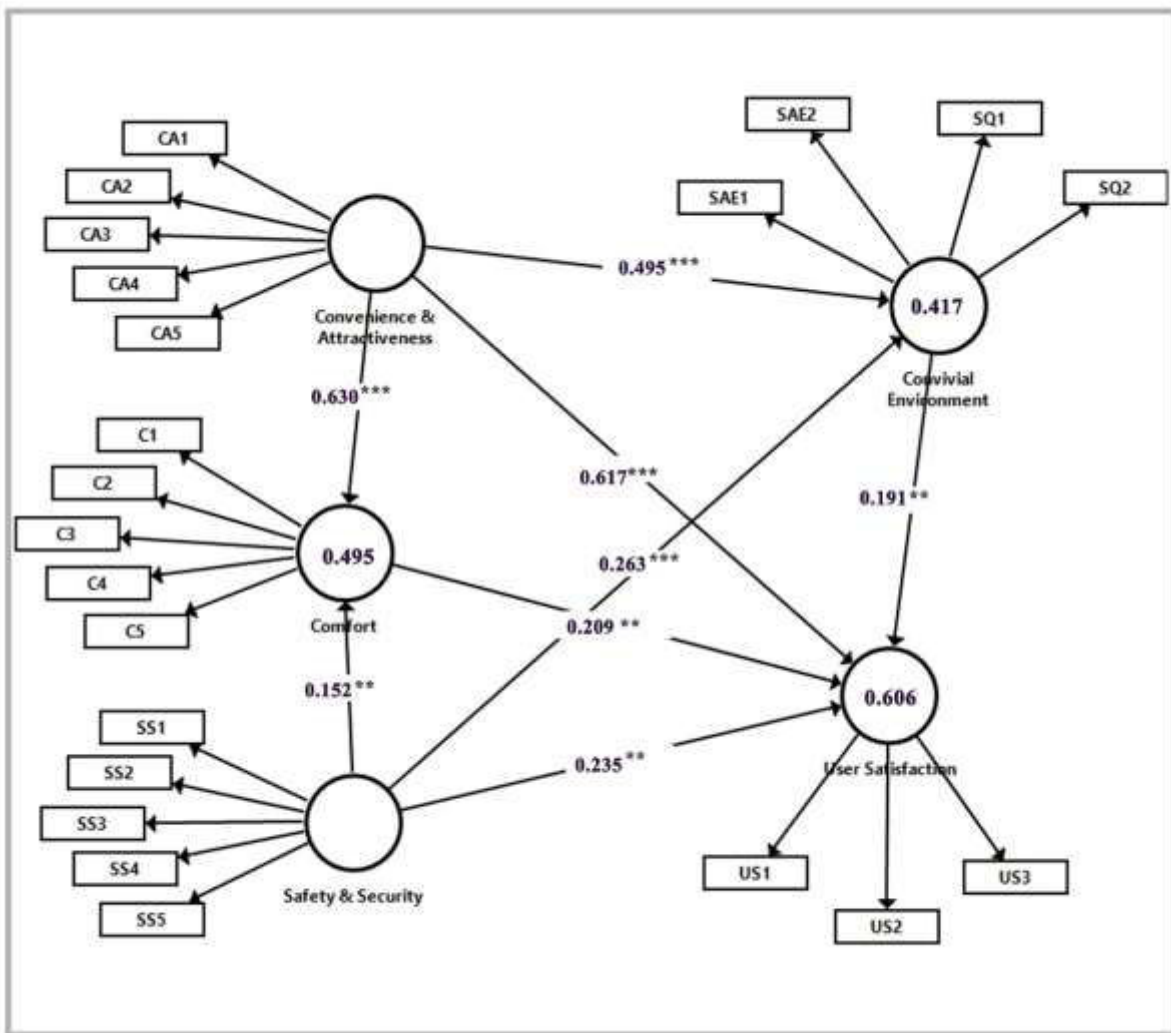 SAE2
SQ1
CA1
CA2
SQ2
SAE1
CA3
CA4
0.495***
0.417
CA5
Convenience &
Attractiveness
Convivial
Environment
0.630***
C1
C2
0.617***
0.191**
C3
0.495
0.263***
C4
C5
Comfort
0.209 **
0.152**
0.606
SS1
SS2
0.235**
User Satisfaction
SS3
SS4
US1
US3
Safety & Security
SS5
US2